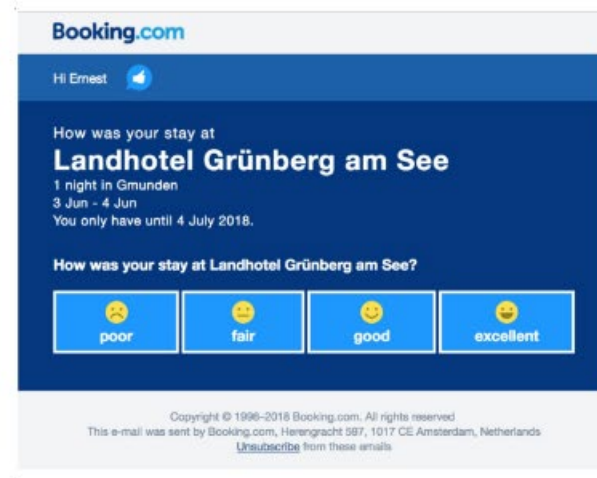 Booking.com
Hi Ernest
How was your stay at
Landhotel Grünberg am See
1 night in Gmunden
3 Jun - 4 Jun
You only have until 4 July 2018.
How was your stay at Landhotel Grünberg am See?
poor fair good excellent
Copyright © 1996–2018 Booking.com. All rights reserved
This e-mail was sent by Booking.com, Herengracht 597, 1017 CE Amsterdam, Netherlands
Unsubscribe from these emails